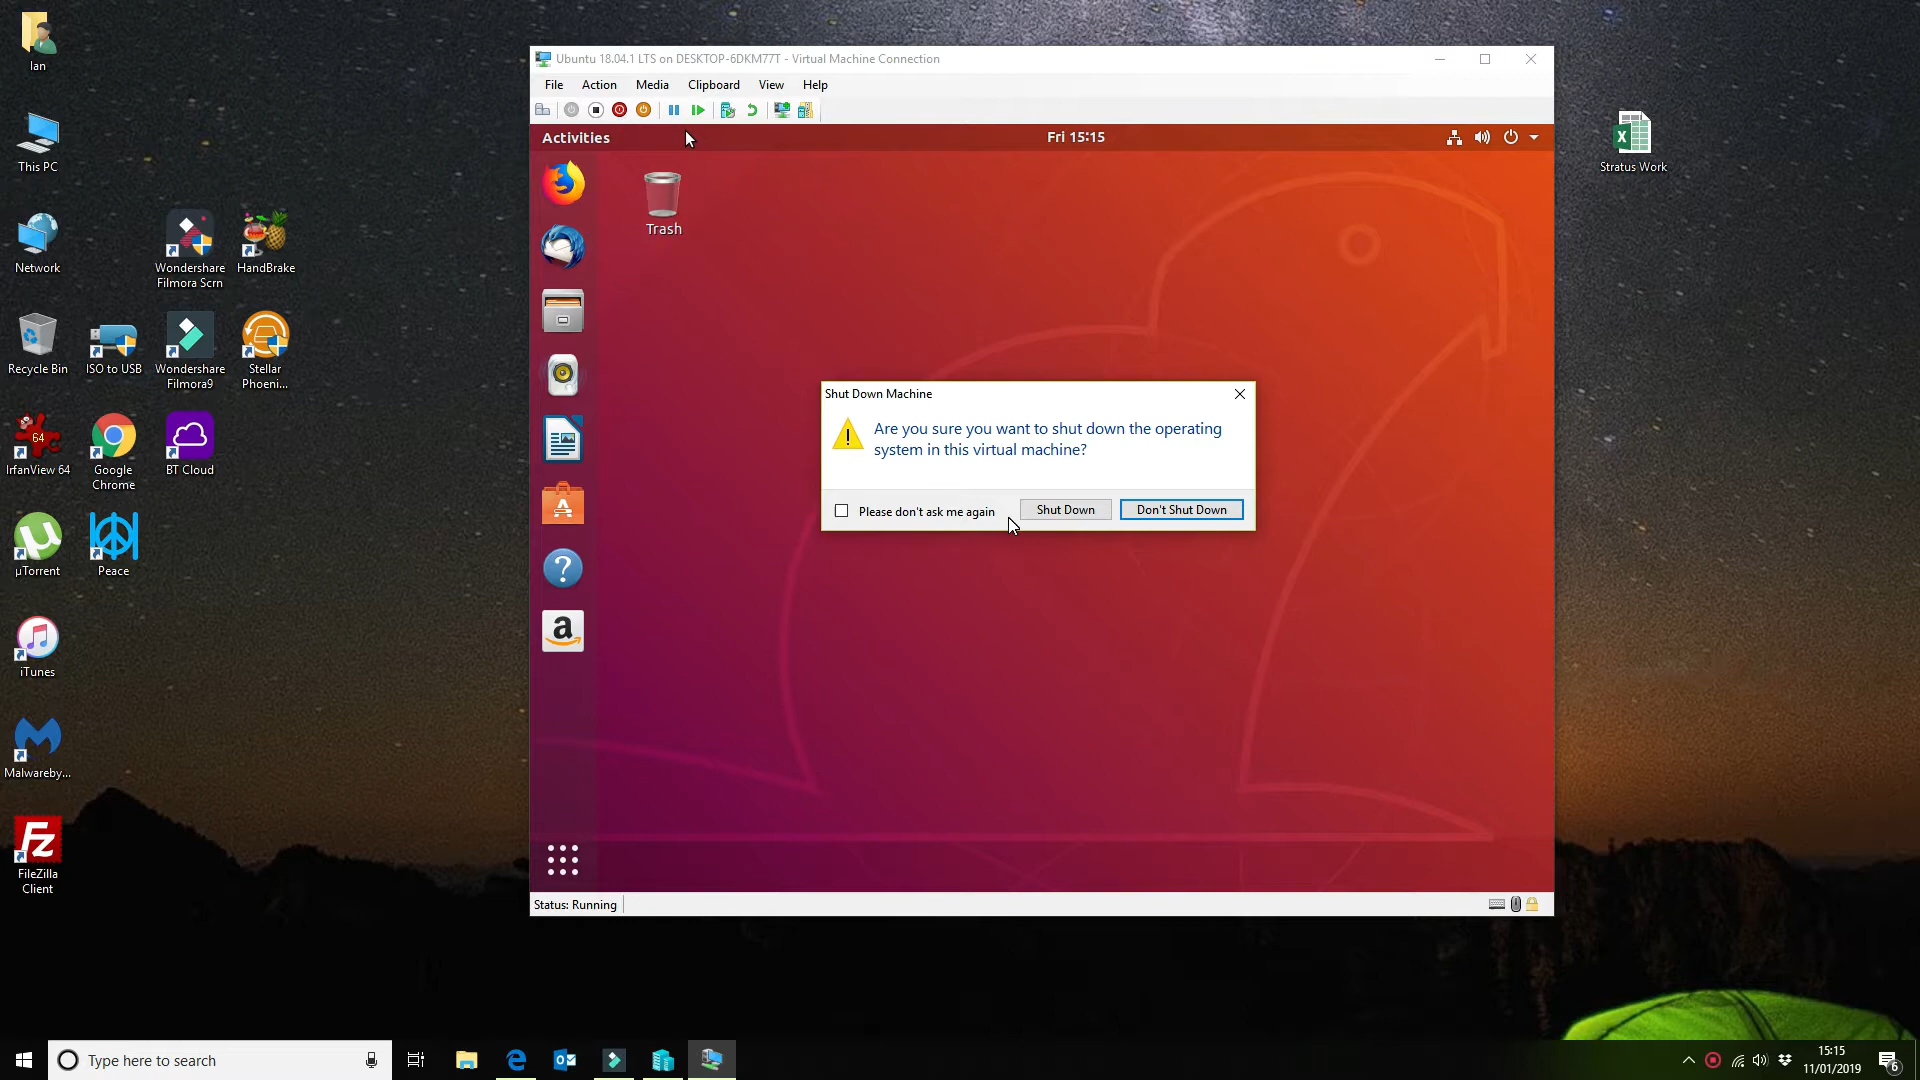 Ian
This PC
Network
Wondershare
Filmora Scrn
HandBrake
Recycle Bin
ISO to USB
Wondershare
Filmora9
Stellar
Phoeni...
64
IrfanView 64
Google
Chrome
BT Cloud
µTorrent
Peace
iTunes
Malwareby...
FileZilla
Client
Stratus Work
Ubuntu 18.04.1 LTS on DESKTOP-6DKM77T - Virtual Machine Connection
File Action Media Clipboard View Help
Activities
Fri 15:15
Trash
Shut Down Machine
Are you sure you want to shut down the operating
system in this virtual machine?
Please don't ask me again
Shut Down
Don't Shut Down
Status: Running
Type here to search
15:15
11/01/2019
6